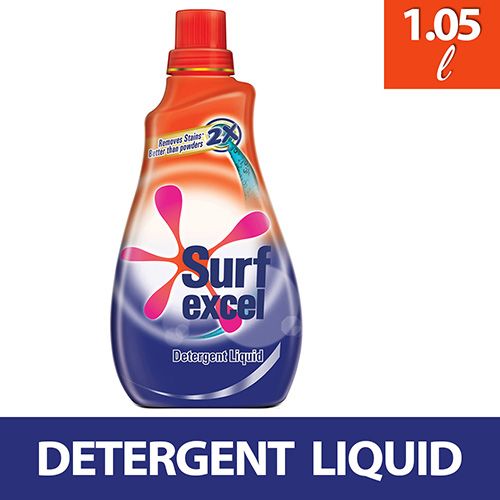 1.05
l
Removes Stains
Better than powders
2X
Surf
excel
Detergent Liquid
DETERGENT LIQUID